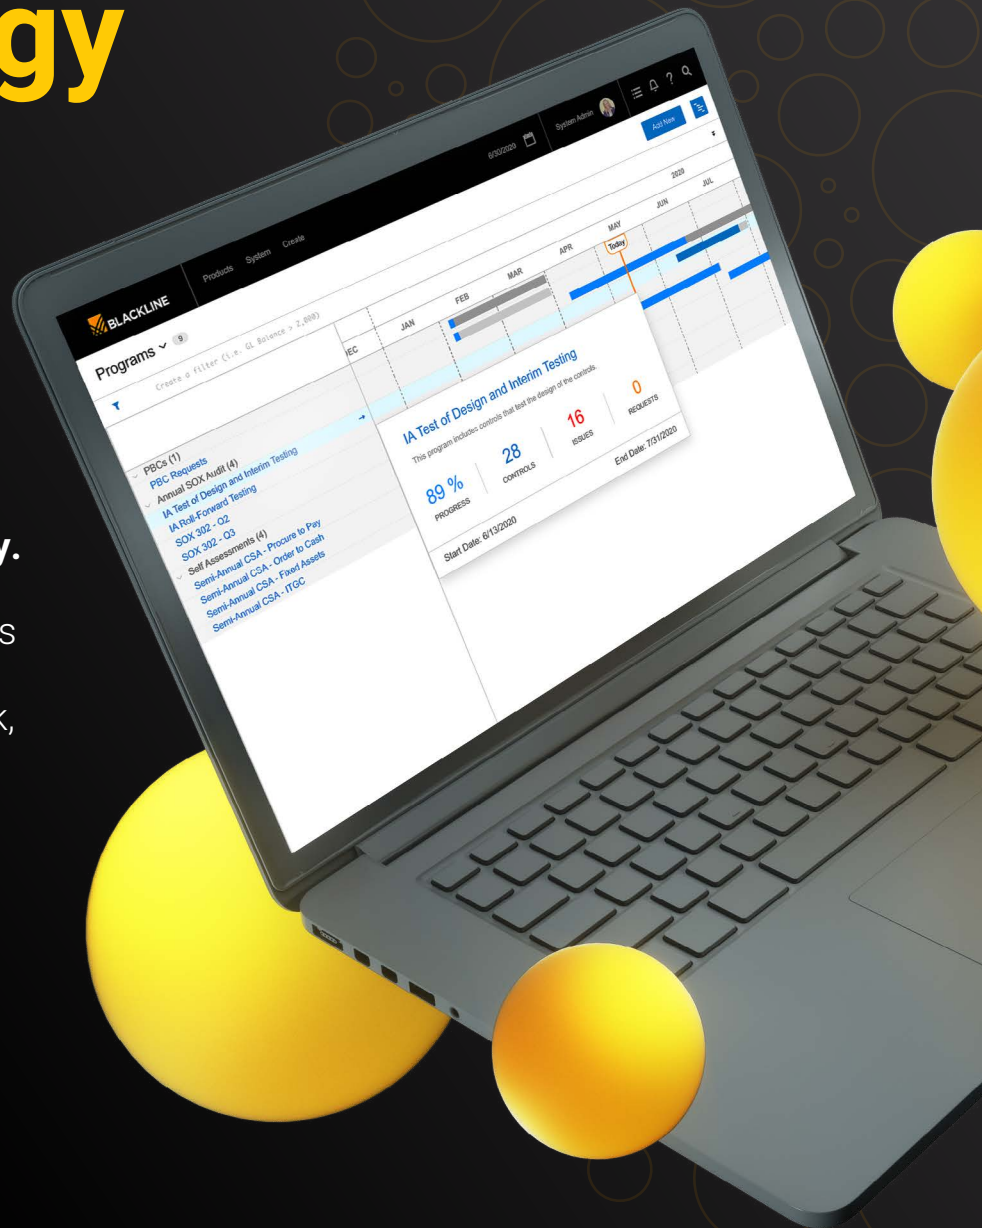 gy
y.
s
k,
6/30/2020
System Admin
?
BLACKLINE
Products
System
Create
Add New
Programs
9
Create a filter (i.e. GL Balance > 2,000)
2020
EC
JAN
FEB
MAR
APR
MAY
JUN
JUL
Today
PBCs (1)
PBC Requests
Annual SOX Audit (4)
IA Test of Design and Interim Testing
IA Roll-Forward Testing
SOX 302 - Q2
SOX 302 - Q3
Self Assessments (4)
Semi-Annual CSA - Procure to Pay
Semi-Annual CSA - Order to Cash
Semi-Annual CSA - Fixed Assets
Semi-Annual CSA - ITGC
IA Test of Design and Interim Testing
This program includes controls that test the design of the controls.
89 %
PROGRESS
28
CONTROLS
16
ISSUES
0
REQUESTS
Start Date: 6/13/2020
End Date: 7/31/2020